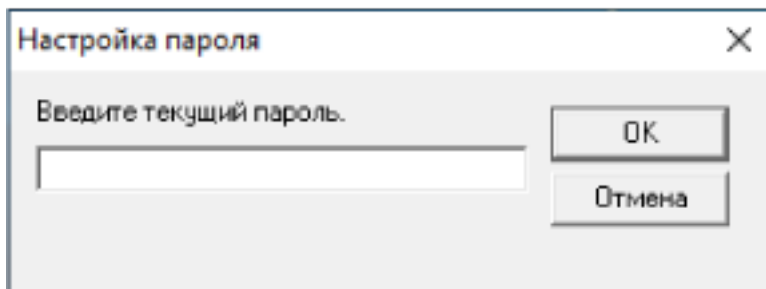 Настройка пароля
Введите текущий пароль.
OK
Отмена